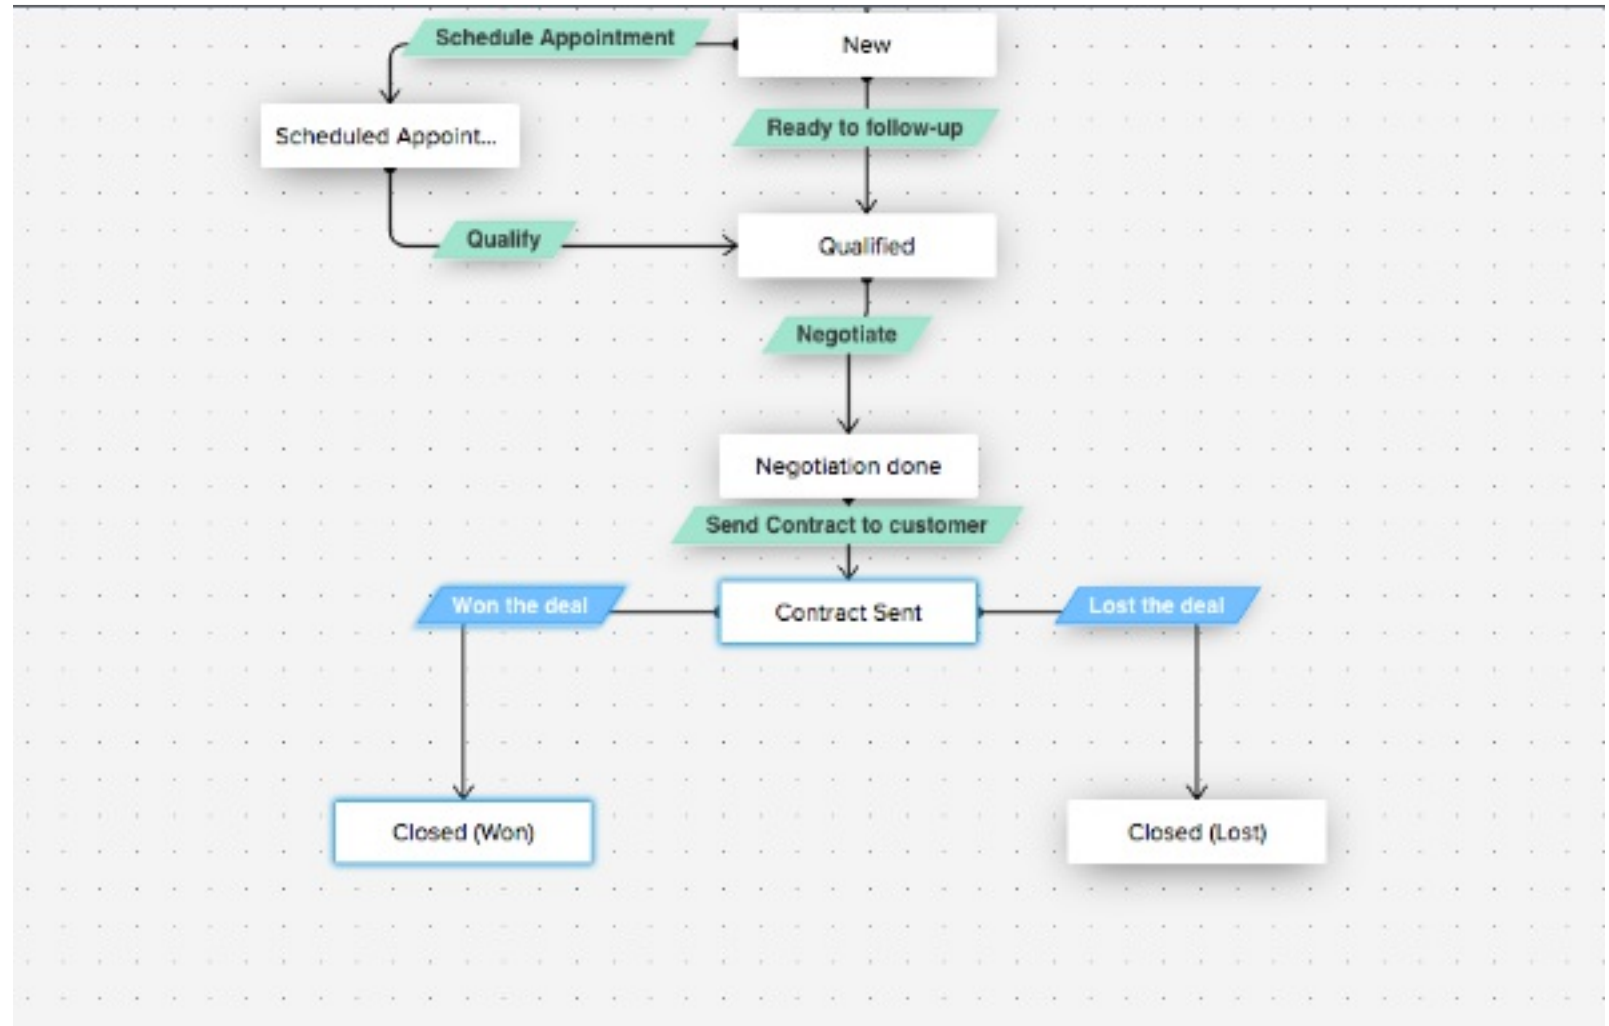 Schedule Appointment
New
Ready to follow-up
Scheduled Appoint...
Qualify
Qualified
Negotiate
Negotiation done
Send Contract to customer
Won the deal
Contract Sent
Lost the deal
Closed (Won)
Closed (Lost)